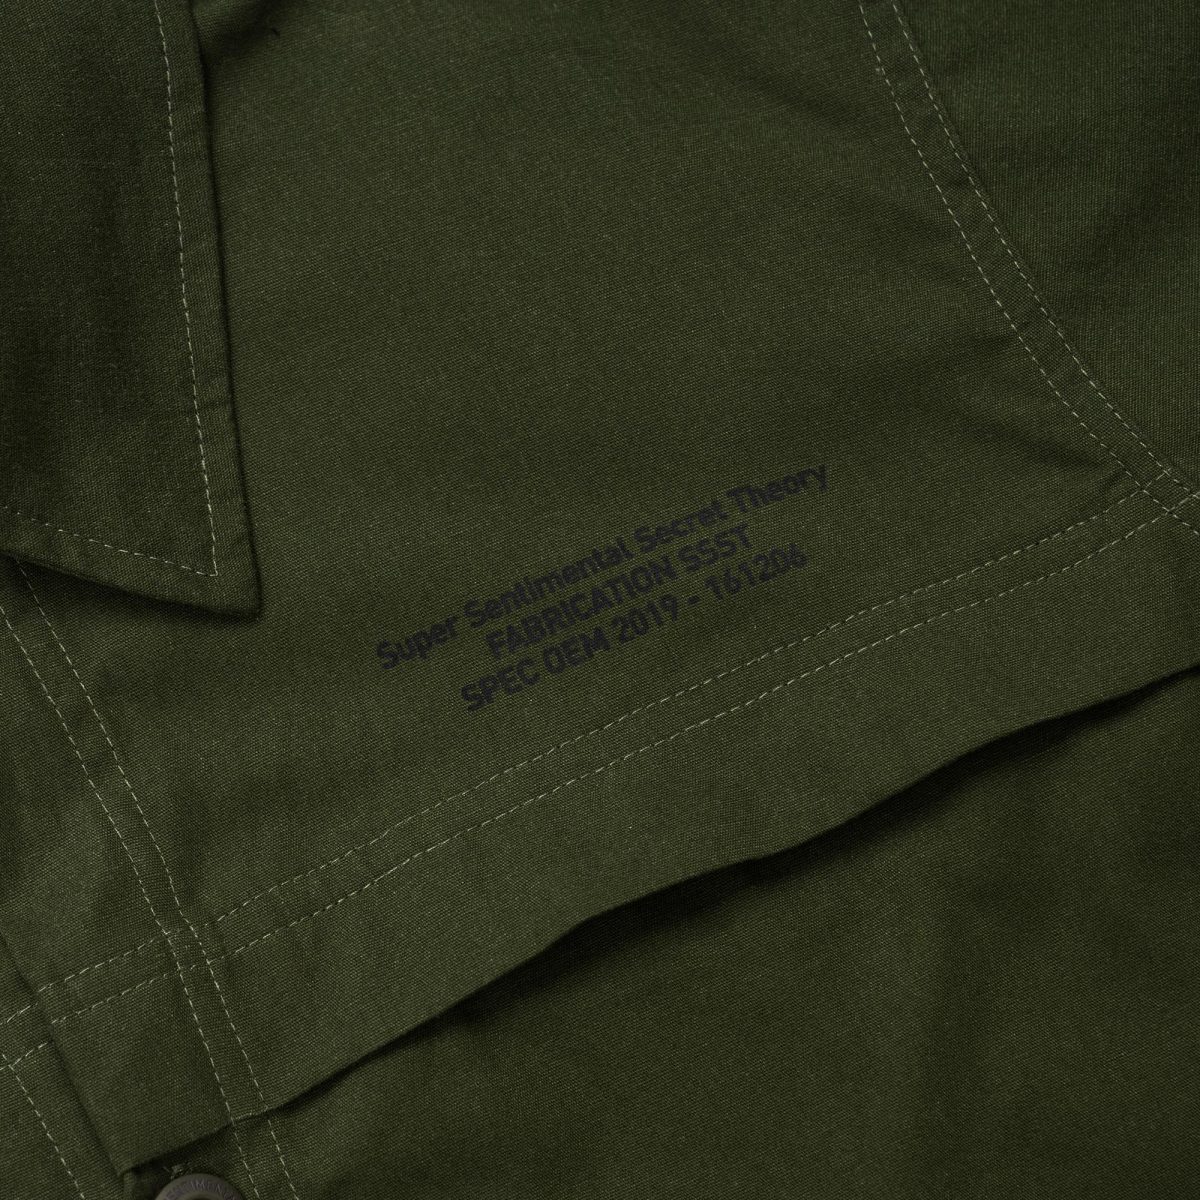 Super Sentimental Secret Theory
FABRICATION SSST
SPEC OEM 2019 - 161206